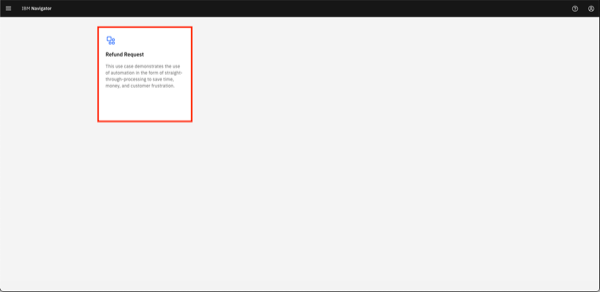 IBM Navigator
Refund Request
This use case demonstrates the use
of automation in the form of straight-
through-processing to save time,
money, and customer frustration.